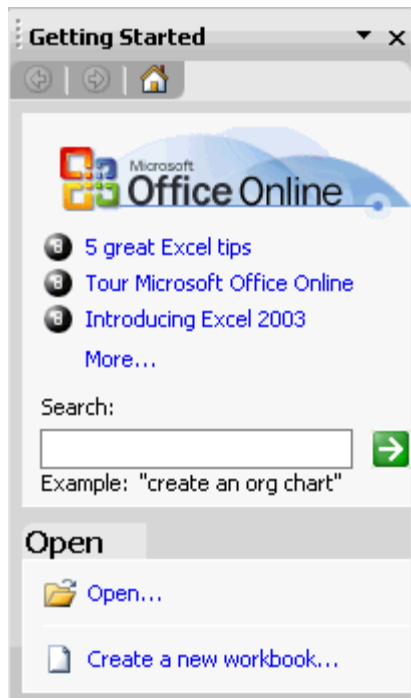 Getting Started
Microsoft
Office Online
5 great Excel tips
Tour Microsoft Office Online
Introducing Excel 2003
More...
Search:
Example: "create an org chart"
Open
Open...
Create a new workbook...